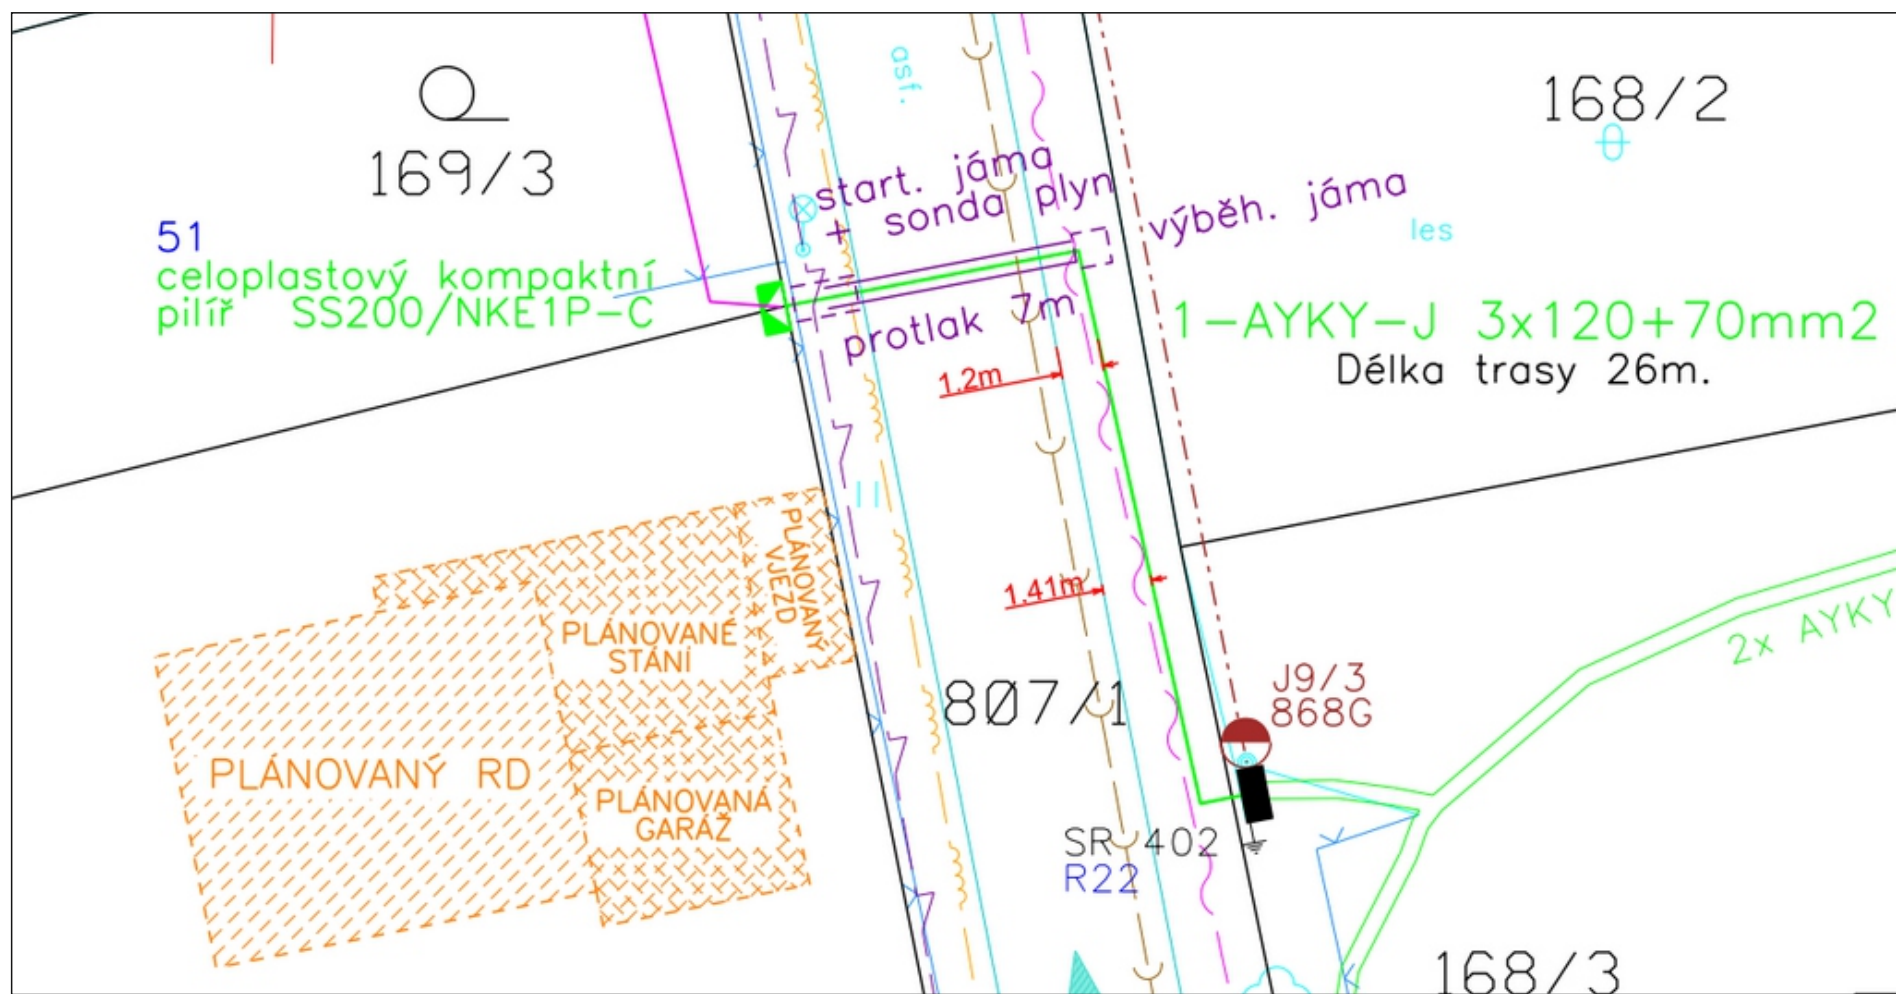 asf.
168/2
169/3
start. jáma
+ sonda plyn
výběh. jáma
les
51
celoplastový kompaktní
pilíř SS200/NKE1P-C
protlak 7m
1-AYKY-J 3x120+70mm2
Délka trasy 26m.
1.2m
PLÁNOVANÝ
VJEZD
1.41m
PLÁNOVANÉ
STÁNÍ
2x AYKY
J9/3
868G
807/1
PLÁNOVANÝ RD
PLÁNOVANÁ
GARÁŽ
SR 402
R22
168/3